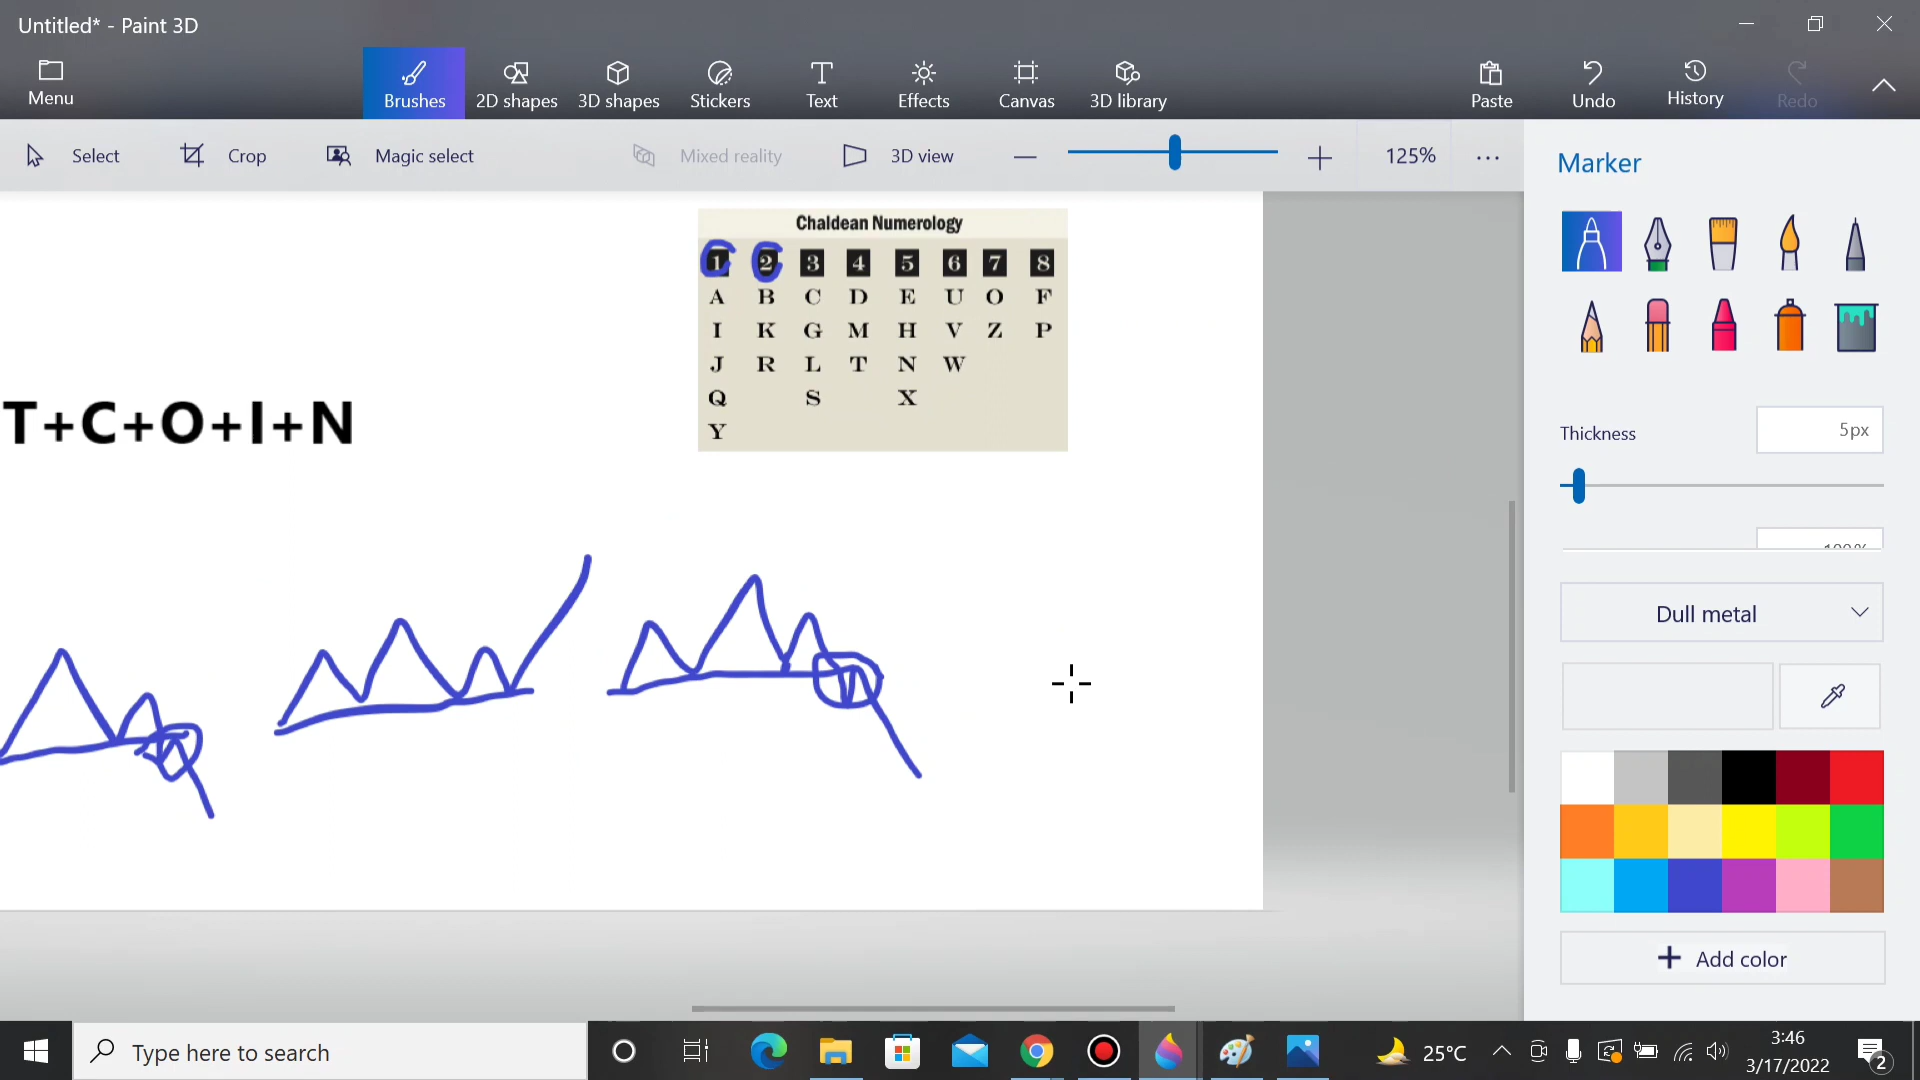 Untitled* - Paint 3D
Menu
Brushes
2D shapes
3D shapes
Stickers
Text
Effects
Canvas
3D library
Paste
Undo
History
Redo
Select
Crop
Magic select
Mixed reality
3D view
125%
Marker
Chaldean Numerology
1 2 3 4 5 6 7 8
A B C D E U O F
I K G M H V Z P
J R L T N W
Q S X
Y
T+C+O+I+N
Thickness
5px
Dull metal
Add color
Type here to search
25°C
3:46
3/17/2022
2